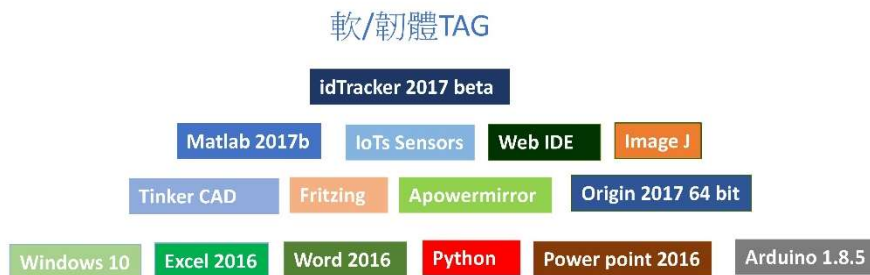 軟/韌體TAG
idTracker 2017 beta
Matlab 2017b IoTs Sensors Web IDE Image J
Tinker CAD Fritzing Apowermirror Origin 2017 64 bit
Windows 10 Excel 2016 Word 2016 Python Power point 2016 Arduino 1.8.5